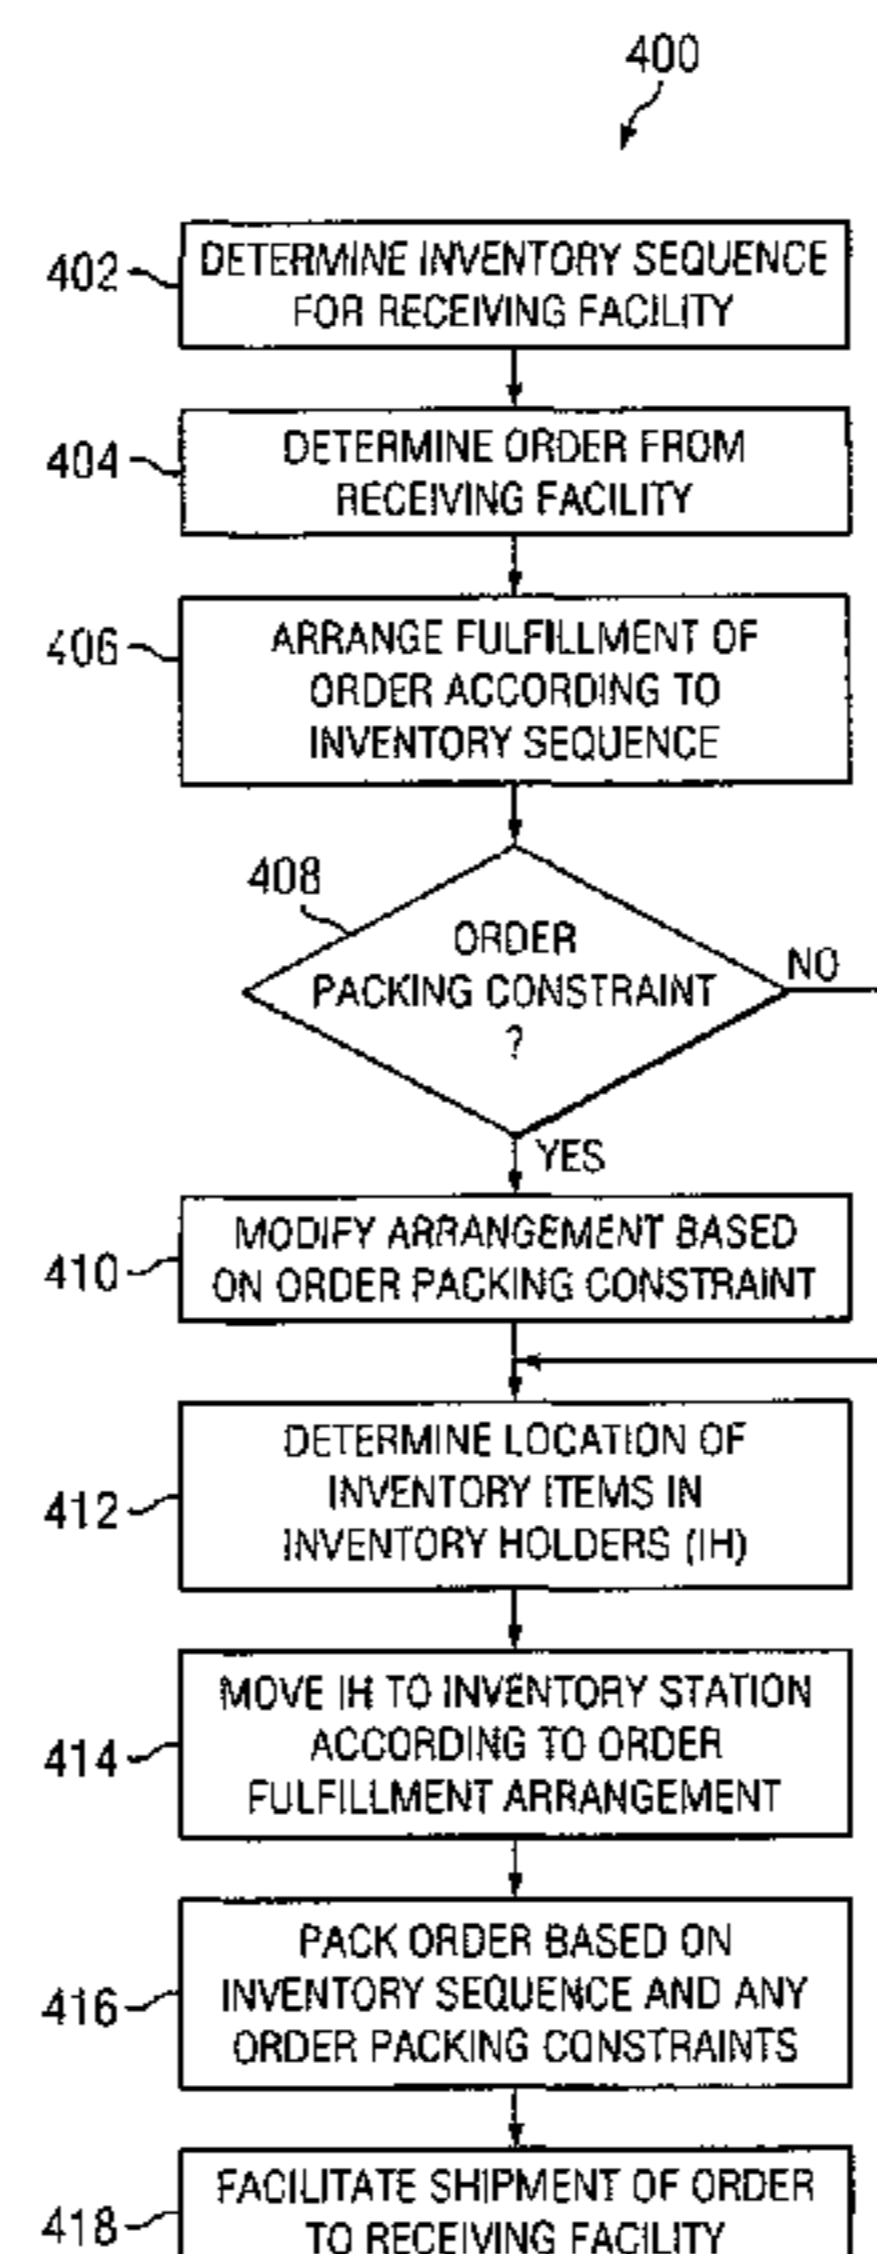 400
402
DETERMINE INVENTORY SEQUENCE
FOR RECEIVING FACILITY
404
DETERMINE ORDER FROM
RECEIVING FACILITY
406
ARRANGE FULFILLMENT OF
ORDER ACCORDING TO
INVENTORY SEQUENCE
408
ORDER
PACKING CONSTRAINT
?
NO
YES
410
MODIFY ARRANGEMENT BASED
ON ORDER PACKING CONSTRAINT
412
DETERMINE LOCATION OF
INVENTORY ITEMS IN
INVENTORY HOLDERS (IH)
414
MOVE IH TO INVENTORY STATION
ACCORDING TO ORDER
FULFILLMENT ARRANGEMENT
416
PACK ORDER BASED ON
INVENTORY SEQUENCE AND ANY
ORDER PACKING CONSTRAINTS
418
FACILITATE SHIPMENT OF ORDER
TO RECEIVING FACILITY